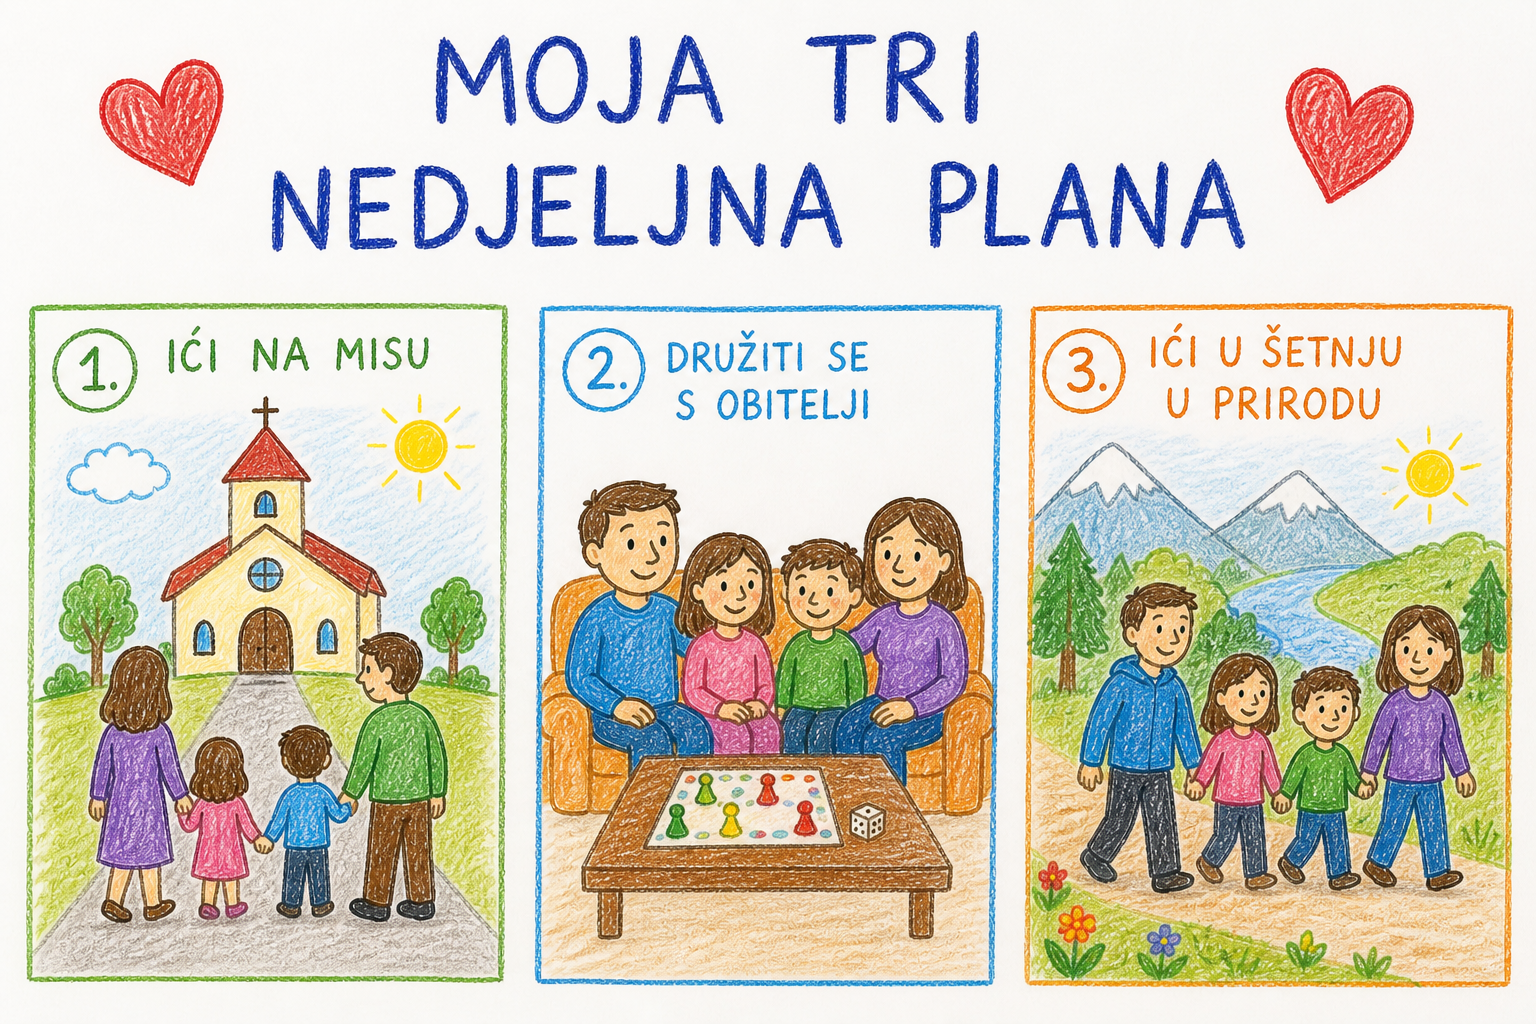 MOJA TRI
NEDJELJNA PLANA
1. IĆI NA MISU
2. DRUŽITI SE
S OBITELJI
3. IĆI U ŠETNJU
U PRIRODU